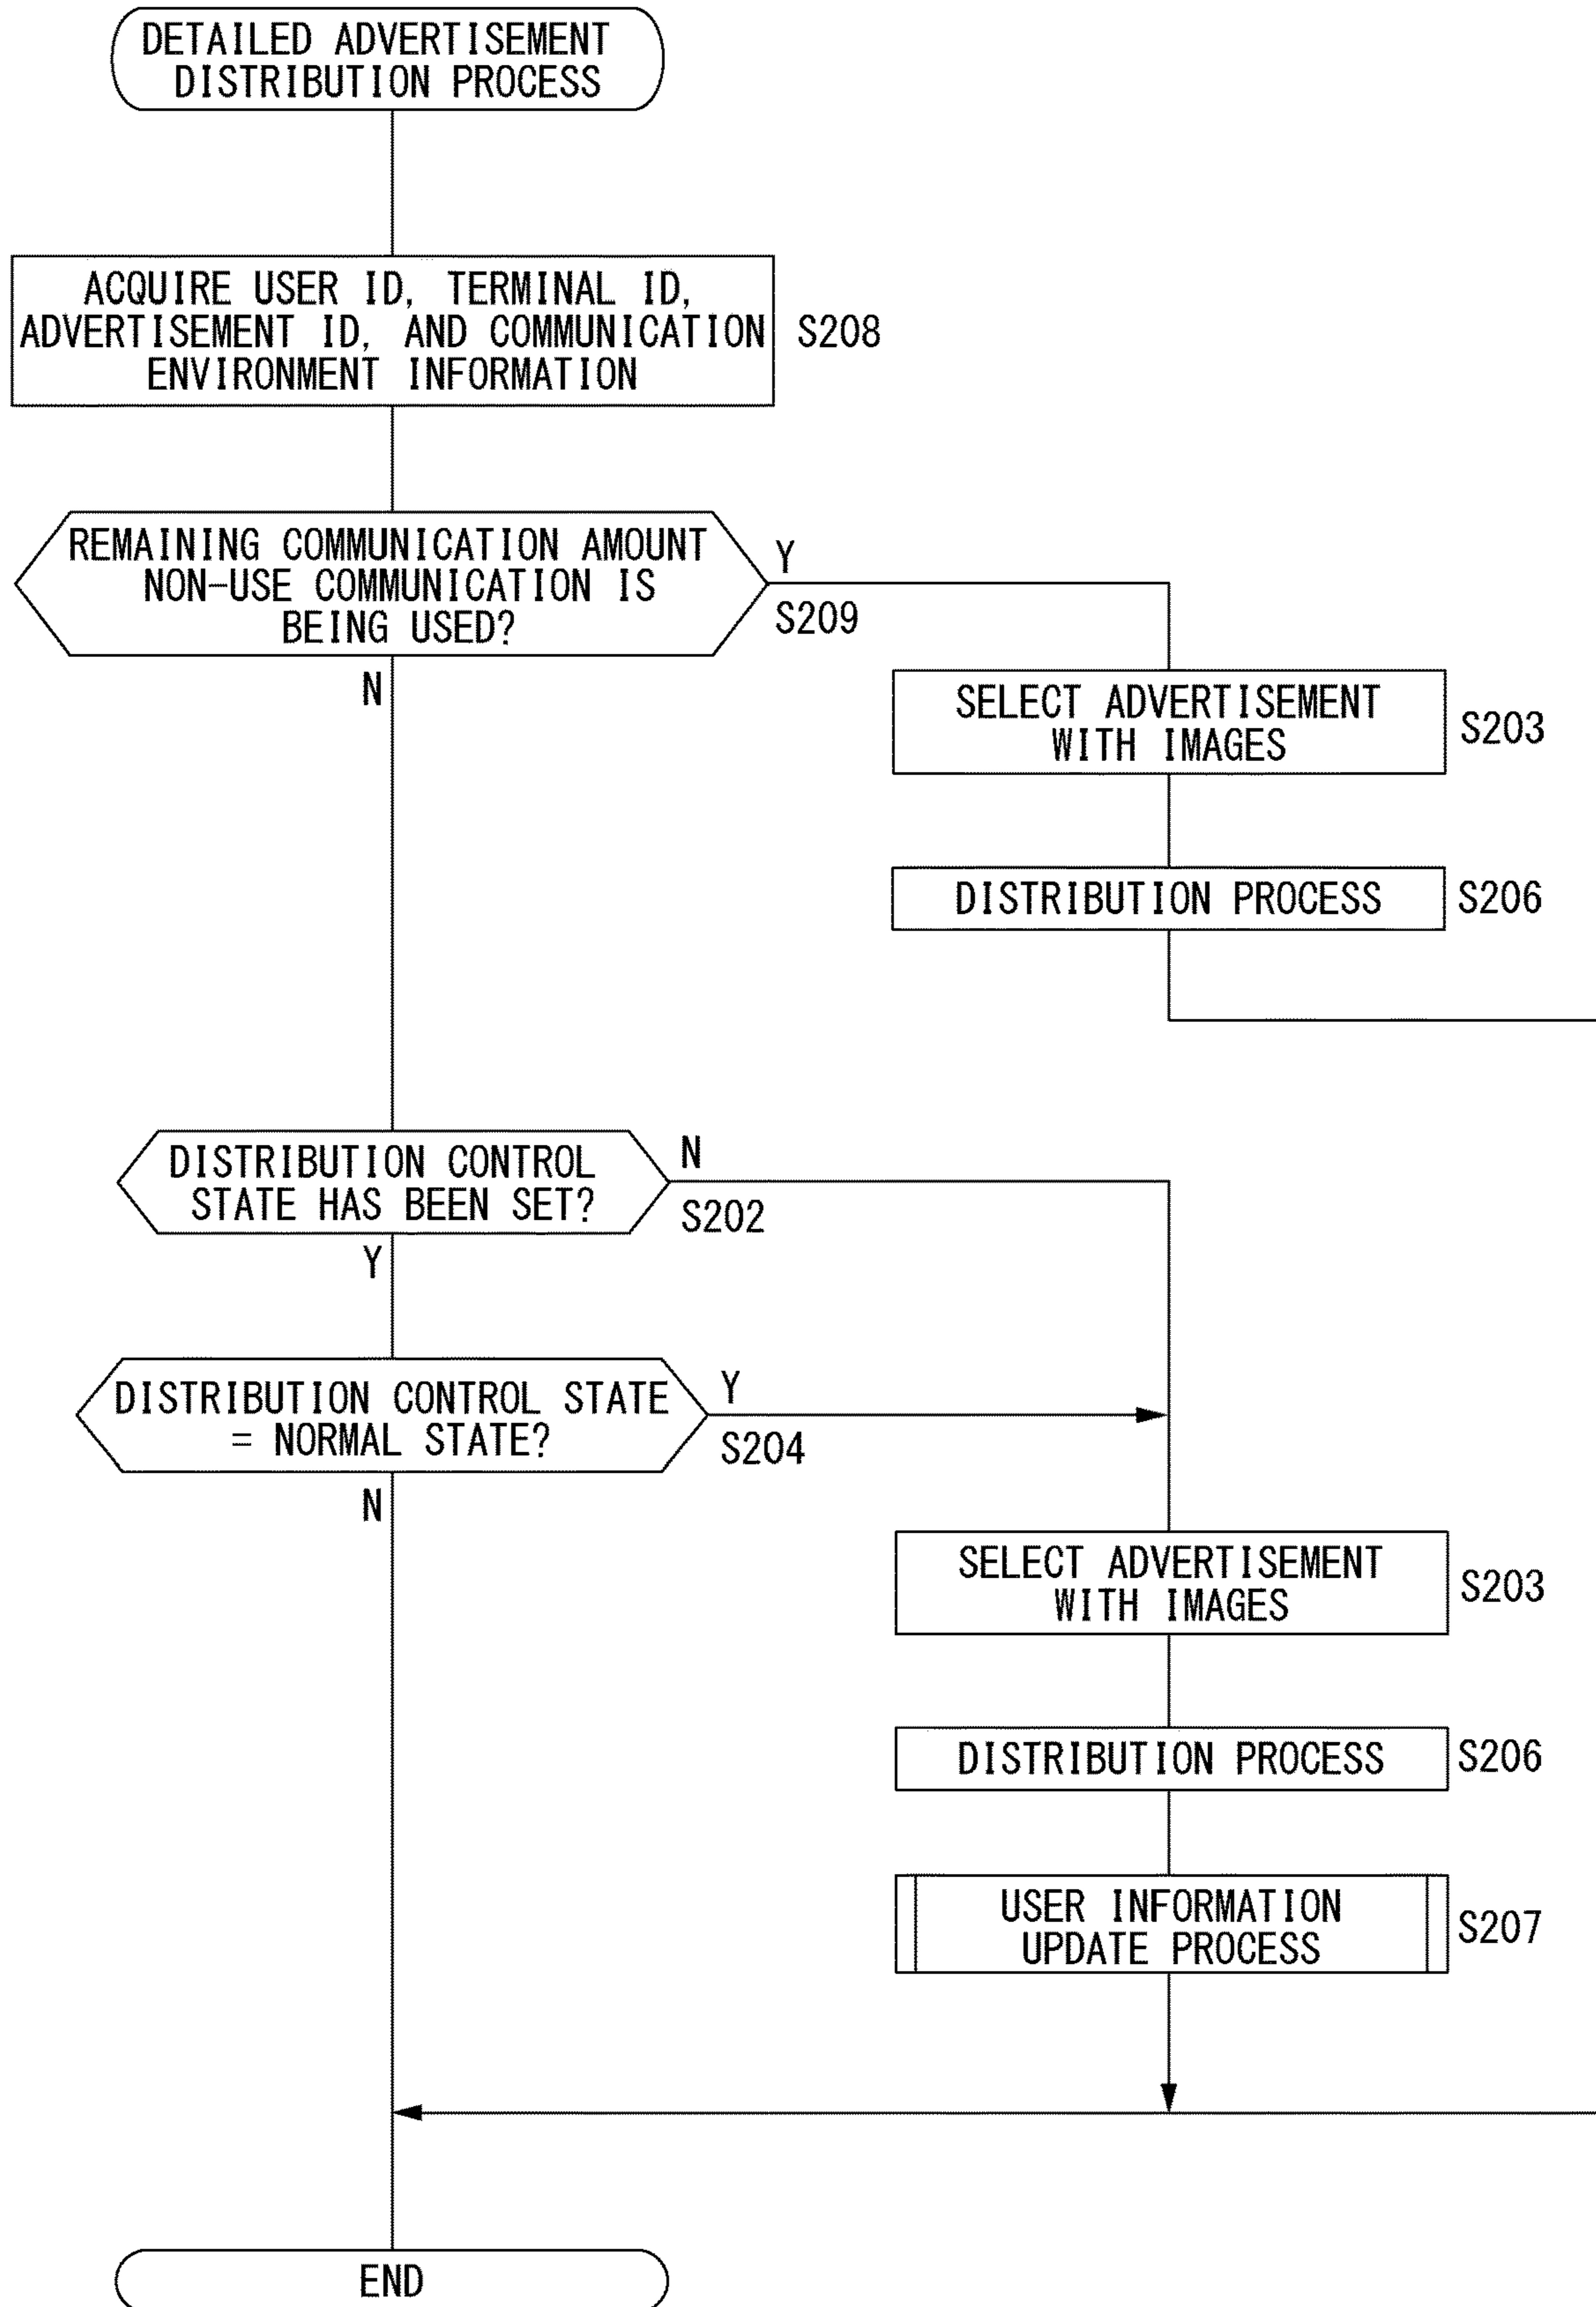 DETAILED ADVERTISEMENT
DISTRIBUTION PROCESS
ACQUIRE USER ID, TERMINAL ID,
ADVERTISEMENT ID, AND COMMUNICATION
ENVIRONMENT INFORMATION
S208
REMAINING COMMUNICATION AMOUNT
NON-USE COMMUNICATION IS
BEING USED?
Y
S209
N
SELECT ADVERTISEMENT
WITH IMAGES
S203
DISTRIBUTION PROCESS
S206
DISTRIBUTION CONTROL
STATE HAS BEEN SET?
N
S202
Y
DISTRIBUTION CONTROL STATE
= NORMAL STATE?
Y
S204
N
SELECT ADVERTISEMENT
WITH IMAGES
S203
DISTRIBUTION PROCESS
S206
USER INFORMATION
UPDATE PROCESS
S207
END